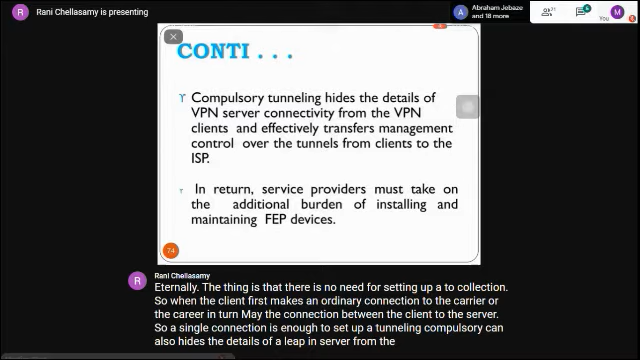 R Rani Chellasamy is presenting
A Abraham Jebaze...
and 18 more
71
You
M
CONTI . . .
Compulsory tunneling hides the details of
VPN server connectivity from the VPN
clients and effectively transfers management
control over the tunnels from clients to the
ISP.
In return, service providers must take on
the additional burden of installing and
maintaining FEP devices.
74
R Rani Chellasamy
Eternally. The thing is that there is no need for setting up a to collection.
So when the client first makes an ordinary connection to the carrier or
the career in turn May the connection between the client to the server.
So a single connection is enough to set up a tunneling compulsory can
also hides the details of a leap in server from the